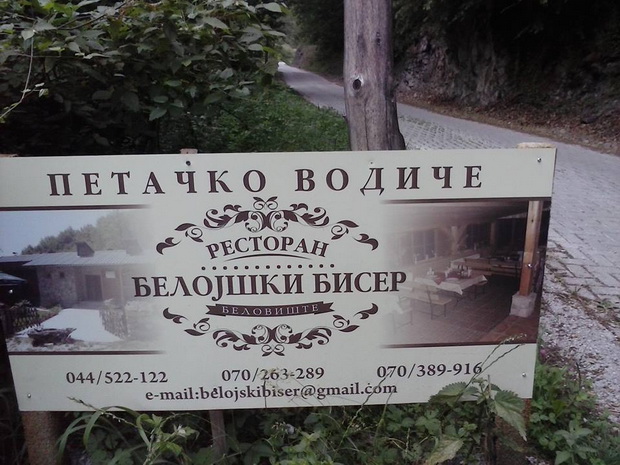 ПЕТАЧКО ВОДИЧЕ
РЕСТОРАН
БЕЛОЈШКИ БИСЕР
БЕЛОВИШТЕ
044/522-122 070/263-289 070/389-916
e-mail:belojskibiser@gmail.com